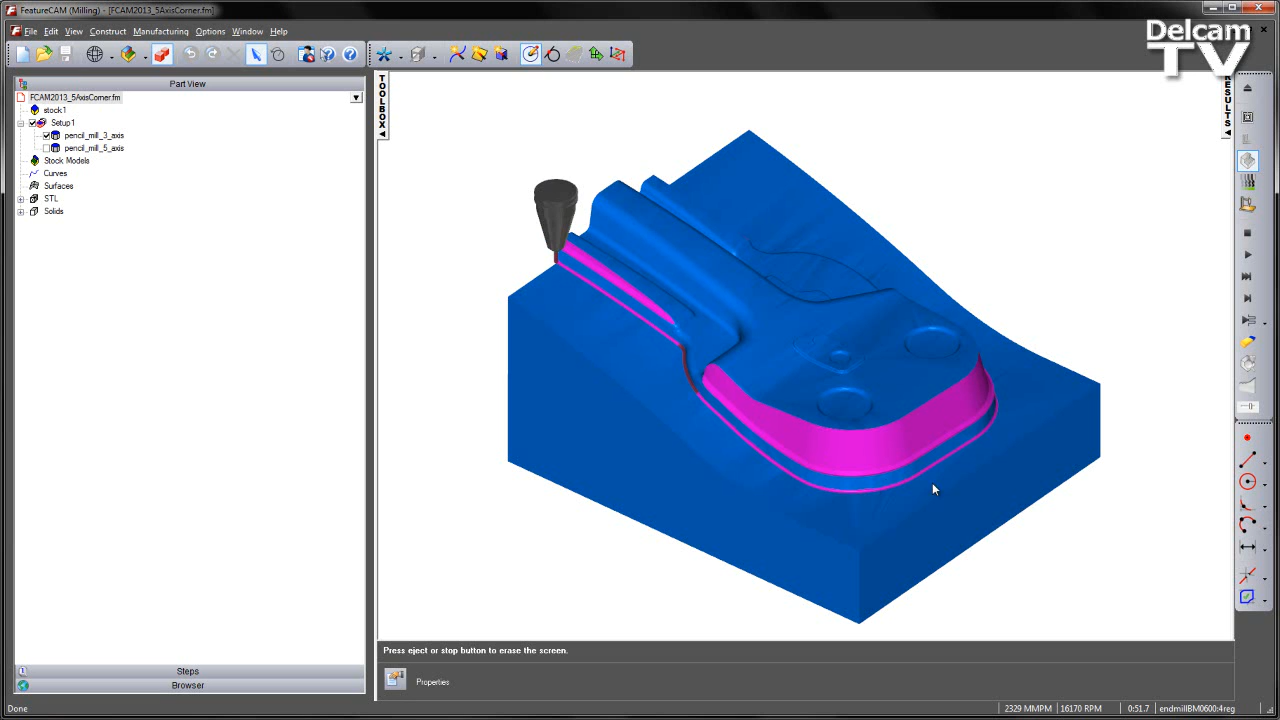 FeatureCAM (Milling) - [FCAM2013_5AxisCorner.fm]
File Edit View Construct Manufacturing Options Window Help
Delcam
TV
Part View
TOOLBOX
RESULTS
FCAM2013_5AxisCorner.fm
stock1
Setup1
pencil_mill_3_axis
pencil_mill_5_axis
Stock Models
Curves
Surfaces
STL
Solids
Press eject or stop button to erase the screen.
Steps
Properties
Browser
Done
2329 MMPM 16170 RPM 0:51.7 endmillBM0600:4reg